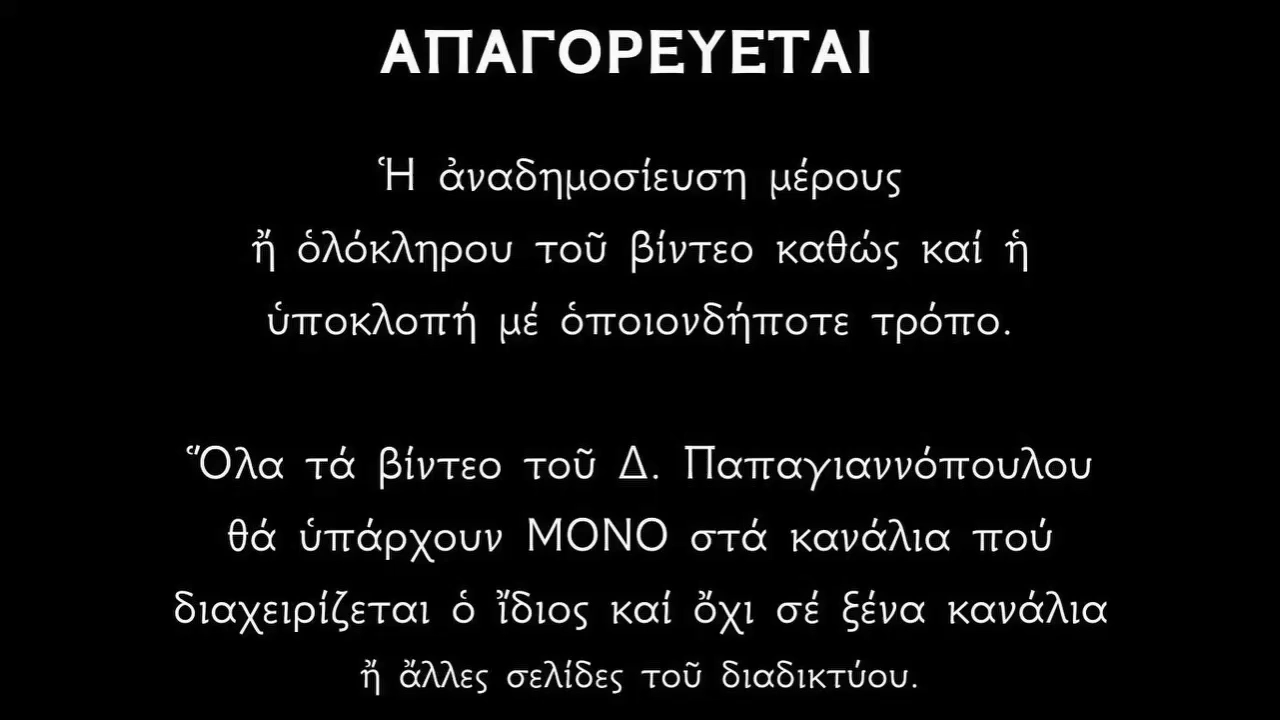 ΑΠΑΓΟΡΕΥΕΤΑΙ
Ἡ ἀναδημοσίευση μέρους
ἤ ὁλόκληρου τοῦ βίντεο καθώς καί ἡ
ὑποκλοπή μέ ὁποιονδήποτε τρόπο.
Ὅλα τά βίντεο τοῦ Δ. Παπαγιαννόπουλου
θά ὑπάρχουν ΜΟΝΟ στά κανάλια πού
διαχειρίζεται ὁ ἴδιος καί ὄχι σέ ξένα κανάλια
ἤ ἄλλες σελίδες τοῦ διαδικτύου.